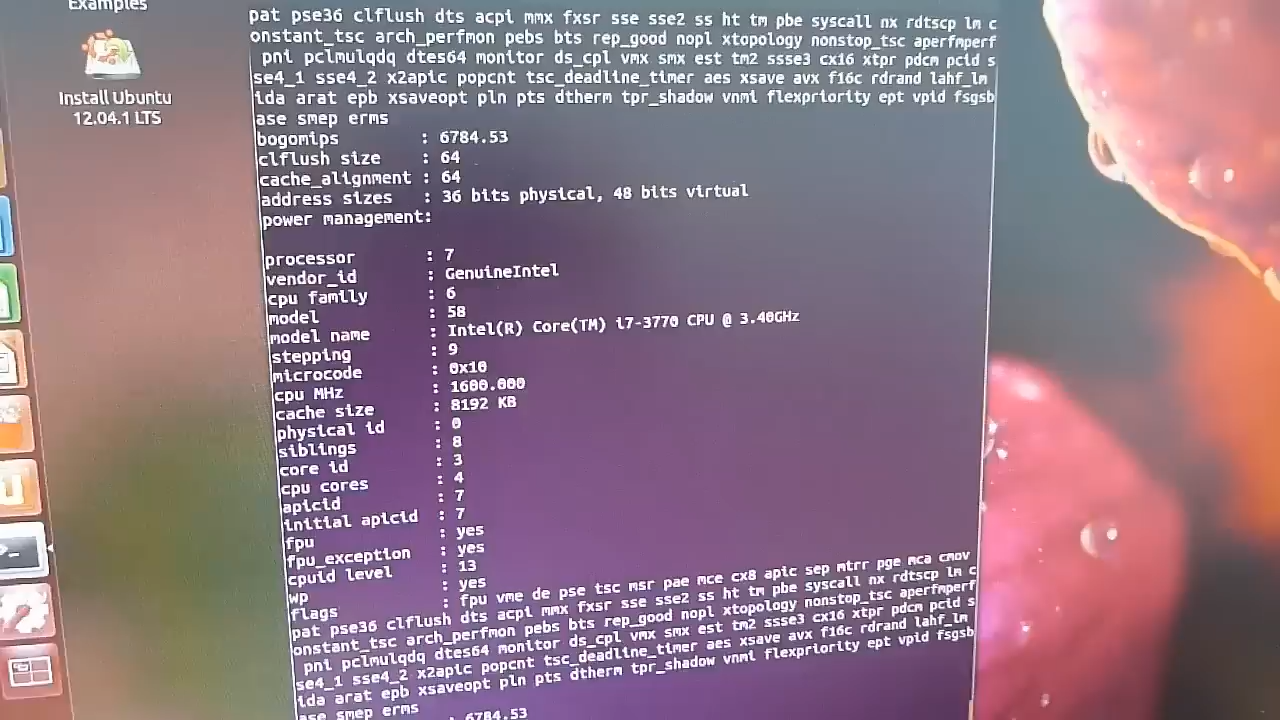 Examples
Install Ubuntu
12.04.1 LTS
pat pse36 clflush dts acpi mmx fxsr sse sse2 ss ht tm pbe syscall nx rdtscp lm c
onstant_tsc arch_perfmon pebs bts rep_good nopl xtopology nonstop_tsc aperfmperf
pni pclmulqdq dtes64 monitor ds_cpl vmx smx est tm2 ssse3 cx16 xtpr pdcm pcid s
se4_1 sse4_2 x2apic popcnt tsc_deadline_timer aes xsave avx f16c rdrand lahf_lm
ida arat epb xsaveopt pln pts dtherm tpr_shadow vnmi flexpriority ept vpid fsgsb
ase smep erms
bogomips : 6784.53
clflush size : 64
cache_alignment : 64
address sizes : 36 bits physical, 48 bits virtual
power management:
processor : 7
vendor_id : GenuineIntel
cpu family : 6
model : 58
model name : Intel(R) Core(TM) i7-3770 CPU @ 3.40GHz
stepping : 9
microcode : 0x10
cpu MHz : 1600.000
cache size : 8192 KB
physical id : 0
siblings : 8
core id : 3
cpu cores : 4
apicid : 7
initial apicid : 7
fpu : yes
fpu_exception : yes
cpuid level : 13
wp : yes
flags : fpu vme de pse tsc msr pae mce cx8 apic sep mtrr pge mca cmov
pat pse36 clflush dts acpi mmx fxsr sse sse2 ss ht tm pbe syscall nx rdtscp lm c
onstant_tsc arch_perfmon pebs bts rep_good nopl xtopology nonstop_tsc aperfmperf
pni pclmulqdq dtes64 monitor ds_cpl vmx smx est tm2 ssse3 cx16 xtpr pdcm pcid s
se4_1 sse4_2 x2apic popcnt tsc_deadline_timer aes xsave avx f16c rdrand lahf_lm
ida arat epb xsaveopt pln pts dtherm tpr_shadow vnmi flexpriority ept vpid fsgsb
ase smep erms
: 6784.53